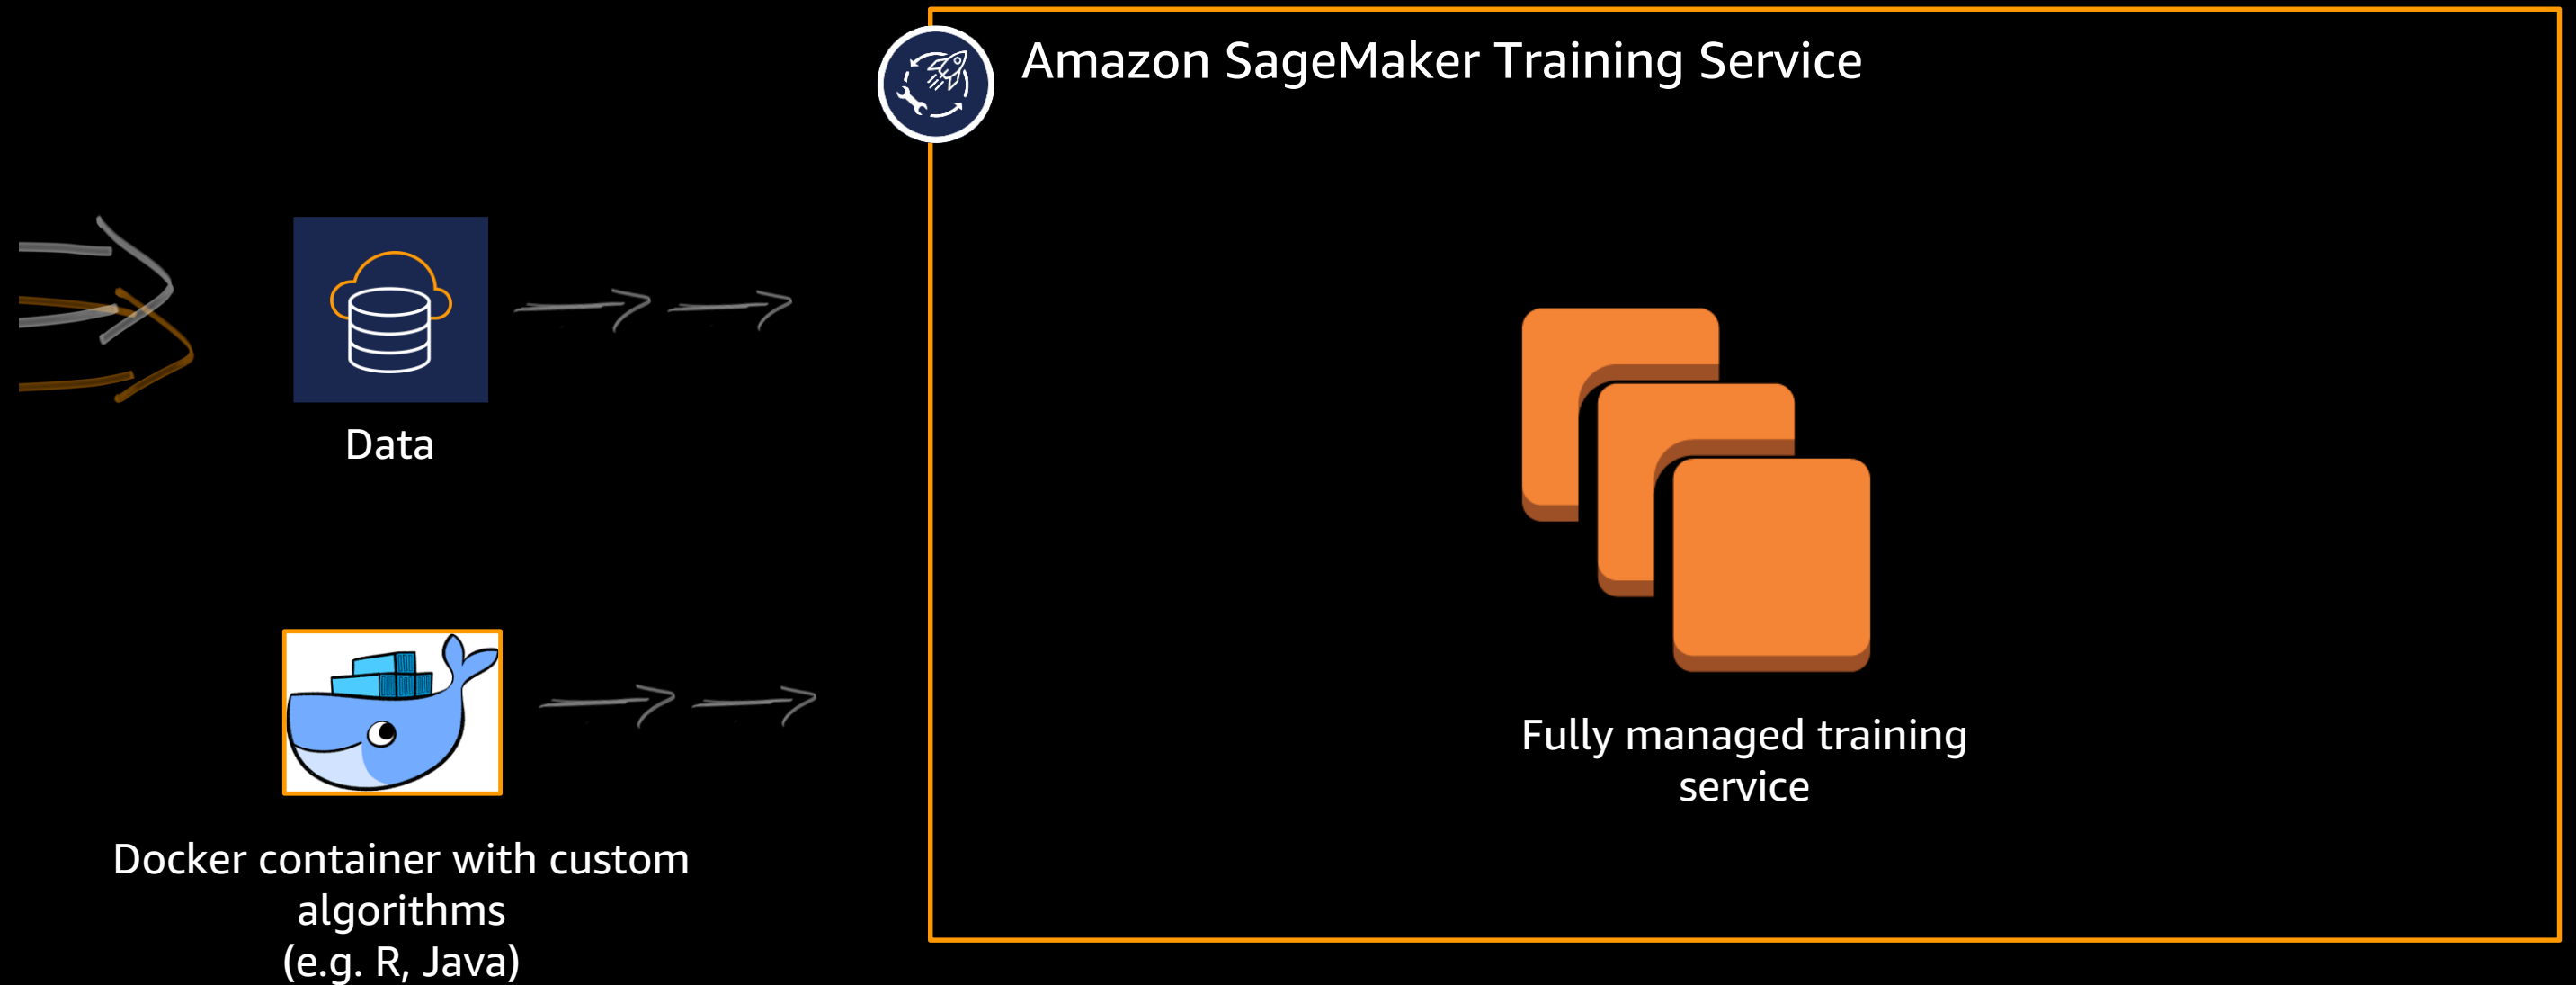 Amazon SageMaker Training Service
Data
Fully managed training
service
Docker container with custom
algorithms
(e.g. R, Java)